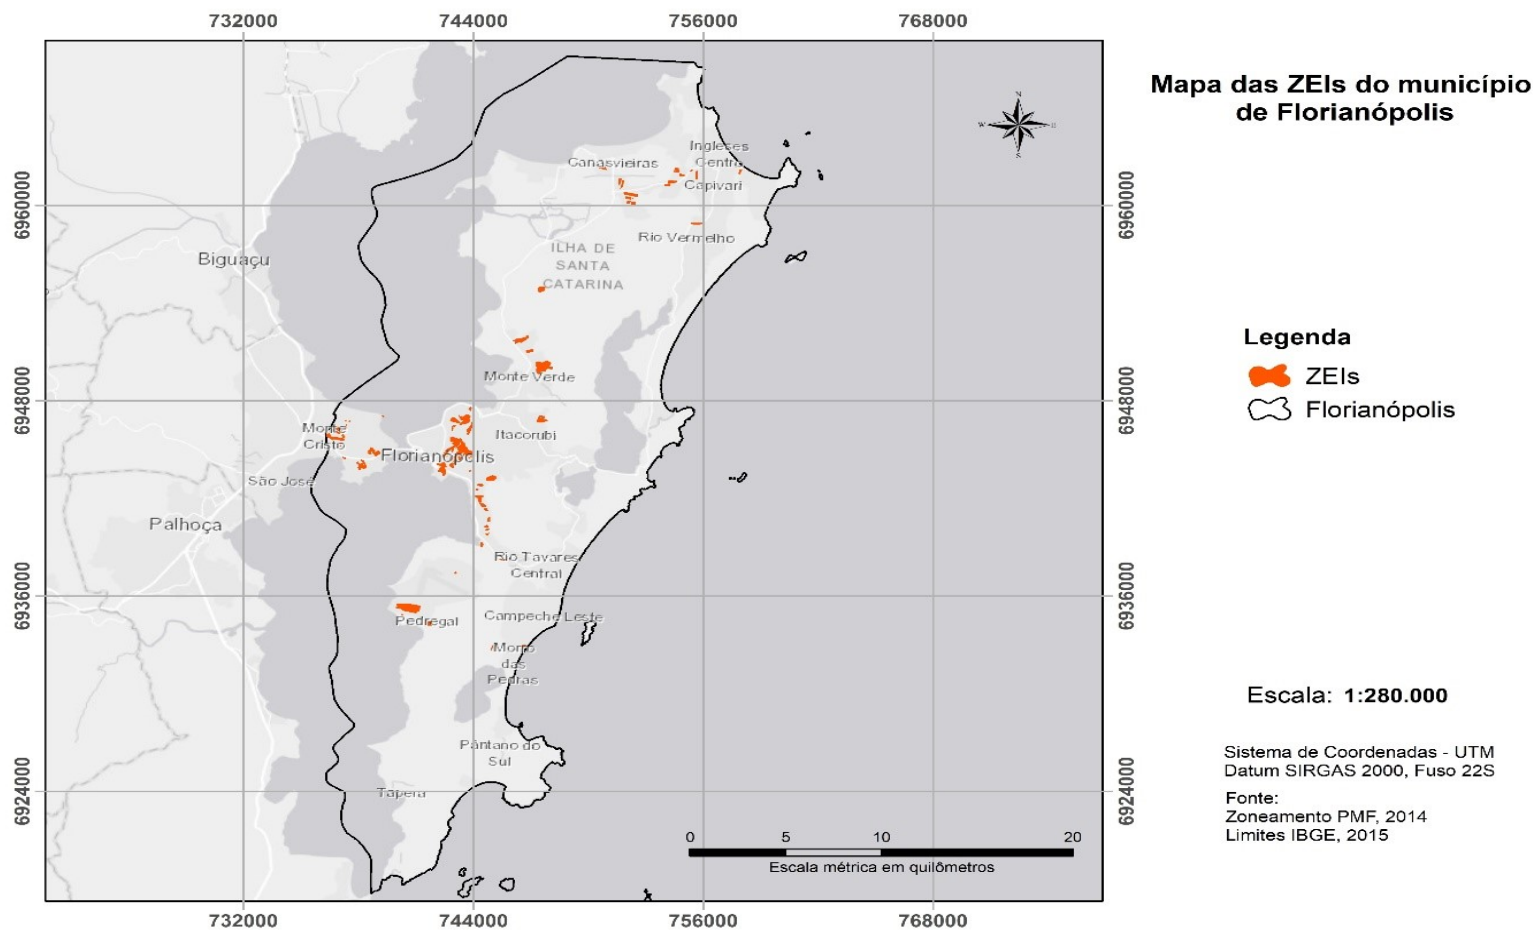 732000 744000 756000 768000
Mapa das ZEIs do município
de Florianópolis
N
W
S
Ingleses
Centro
Canasvieiras
Capivari
6960000
6960000
Rio Vermelho
ILHA DE
SANTA
CATARINA
Biguaçu
Legenda
ZEIs
Florianópolis
Monte Verde
6948000
6948000
Monte
Cristo
Itacorubi
Florianópolis
São José
Palhoça
Rio Tavares
Central
6936000
6936000
Pedregal
Campeche Leste
Morro
das
Pedras
Escala: 1:280.000
Pântano do
Sul
Sistema de Coordenadas - UTM
Datum SIRGAS 2000, Fuso 22S
Tapera
6924000
6924000
Fonte:
Zoneamento PMF, 2014
Limites IBGE, 2015
0 5 10 20
Escala métrica em quilômetros
732000 744000 756000 768000